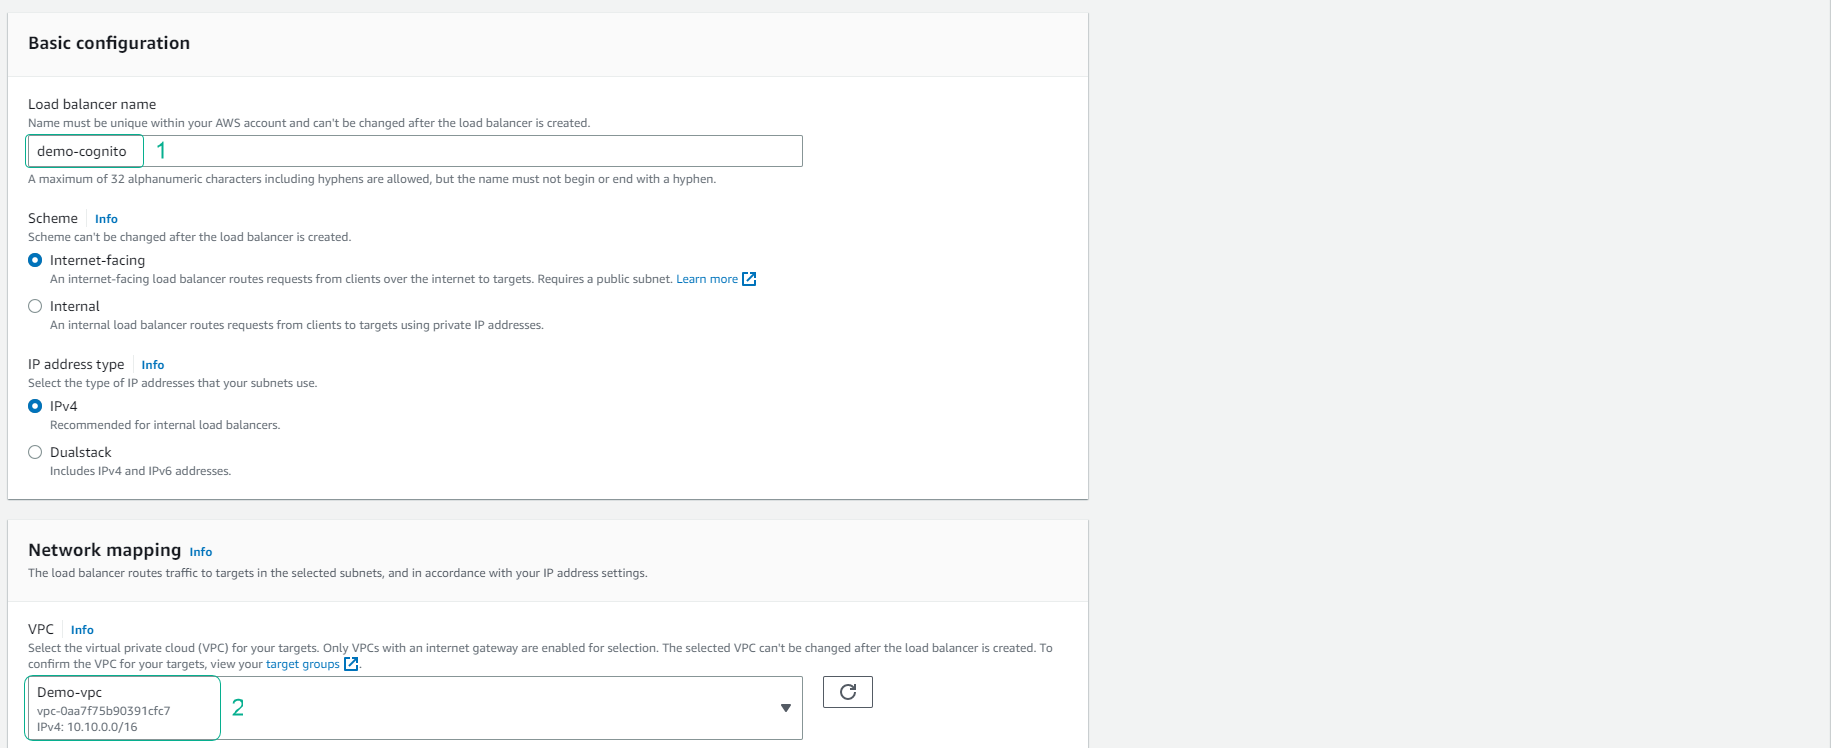 Basic configuration
Load balancer name
Name must be unique within your AWS account and can't be changed after the load balancer is created.
demo-cognito 1
A maximum of 32 alphanumeric characters including hyphens are allowed, but the name must not begin or end with a hyphen.
Scheme Info
Scheme can't be changed after the load balancer is created.
Internet-facing
An internet-facing load balancer routes requests from clients over the internet to targets. Requires a public subnet. Learn more
Internal
An internal load balancer routes requests from clients to targets using private IP addresses.
IP address type Info
Select the type of IP addresses that your subnets use.
IPv4
Recommended for internal load balancers.
Dualstack
Includes IPv4 and IPv6 addresses.
Network mapping Info
The load balancer routes traffic to targets in the selected subnets, and in accordance with your IP address settings.
VPC Info
Select the virtual private cloud (VPC) for your targets. Only VPCs with an internet gateway are enabled for selection. The selected VPC can't be changed after the load balancer is created. To
confirm the VPC for your targets, view your target groups.
Demo-vpc
vpc-0aa7f75b90391cfc7 2
IPv4: 10.10.0.0/16